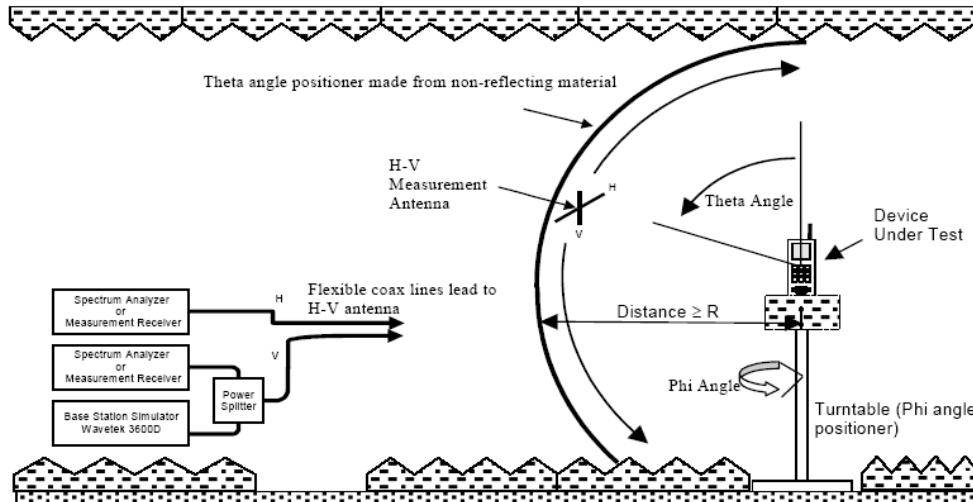 Theta angle positioner made from non-reflecting material
H-V
Measurement
Antenna
H
V
Theta Angle
Device
Under Test
Flexible coax lines lead to
H-V antenna
H
V
Spectrum Analyzer
or
Measurement Receiver
Spectrum Analyzer
or
Measurement Receiver
Power
Splitter
Base Station Simulator
Wavetek 3600D
Distance ≥ R
Phi Angle
Turntable (Phi angle
positioner)